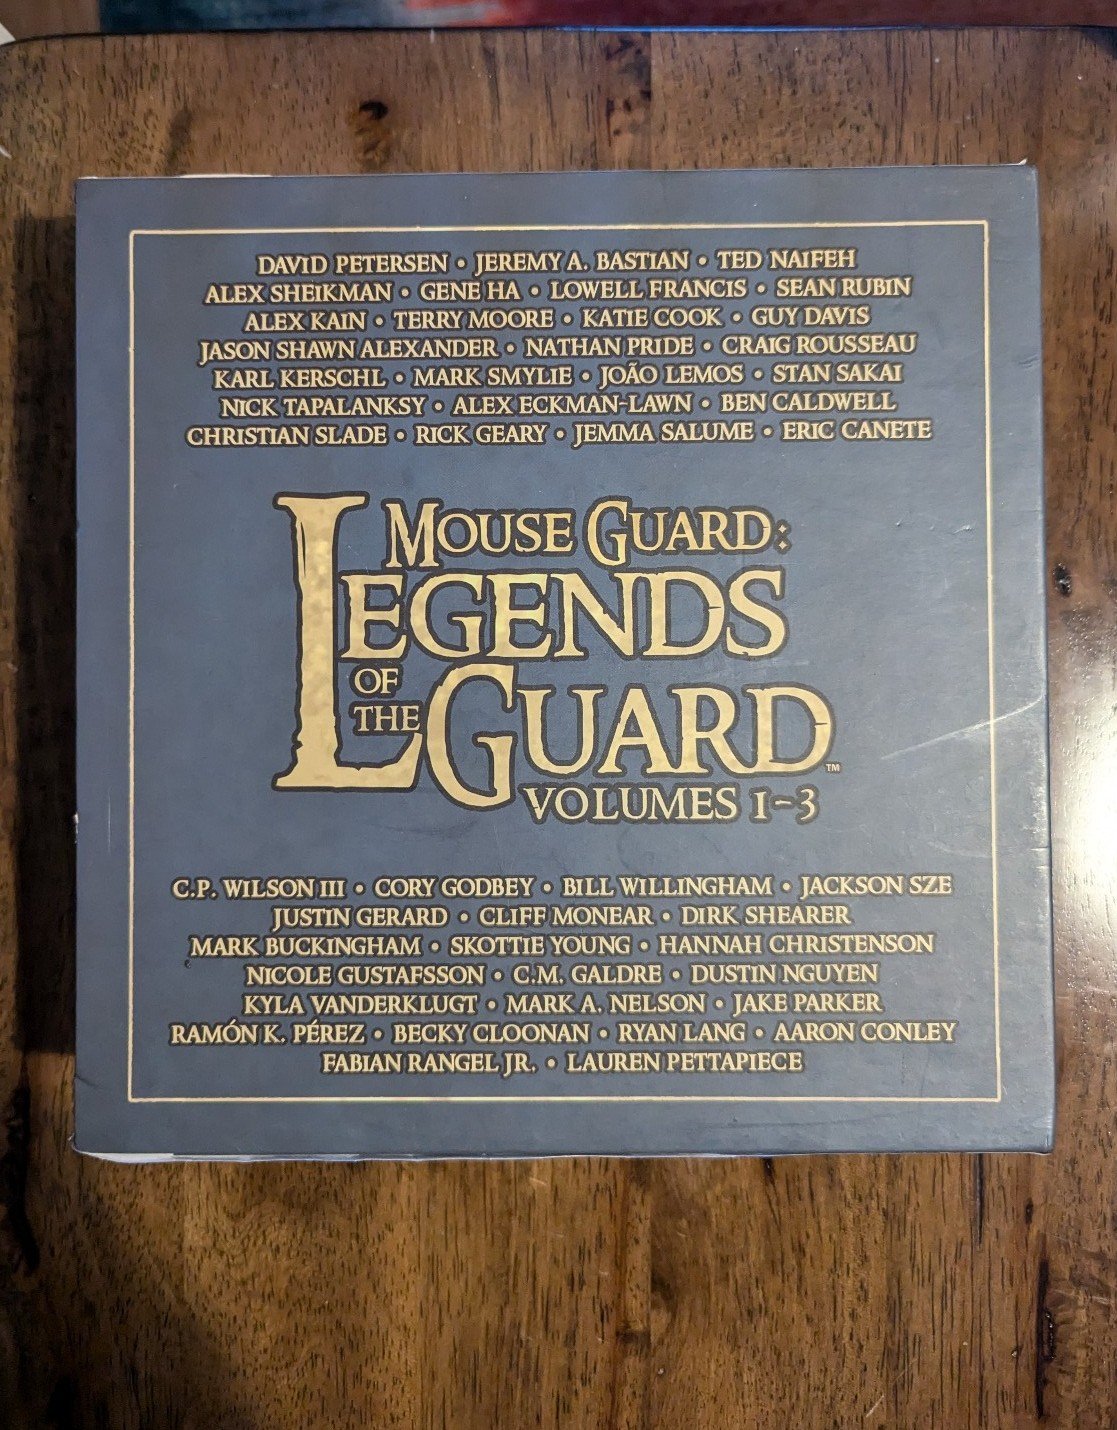 DAVID PETERSEN • JEREMY A. BASTIAN • TED NAIFEH
ALEX SHEIKMAN • GENE HA • LOWELL FRANCIS • SEAN RUBIN
ALEX KAIN • TERRY MOORE • KATIE COOK • GUY DAVIS
JASON SHAWN ALEXANDER • NATHAN PRIDE • CRAIG ROUSSEAU
KARL KERSCHL • MARK SMYLIE • JOÃO LEMOS • STAN SAKAI
NICK TAPALANKSY • ALEX ECKMAN-LAWN • BEN CALDWELL
CHRISTIAN SLADE • RICK GEARY • JEMMA SALUME • ERIC CANETE
MOUSE GUARD:
LEGENDS
OF
THE GUARD™
VOLUMES 1-3
C.P. WILSON III • CORY GODBEY • BILL WILLINGHAM • JACKSON SZE
JUSTIN GERARD • CLIFF MONEAR • DIRK SHEARER
MARK BUCKINGHAM • SKOTTIE YOUNG • HANNAH CHRISTENSON
NICOLE GUSTAFSSON • C.M. GALDRE • DUSTIN NGUYEN
KYLA VANDERKLUGT • MARK A. NELSON • JAKE PARKER
RAMÓN K. PÉREZ • BECKY CLOONAN • RYAN LANG • AARON CONLEY
FABIAN RANGEL JR. • LAUREN PETTAPIECE